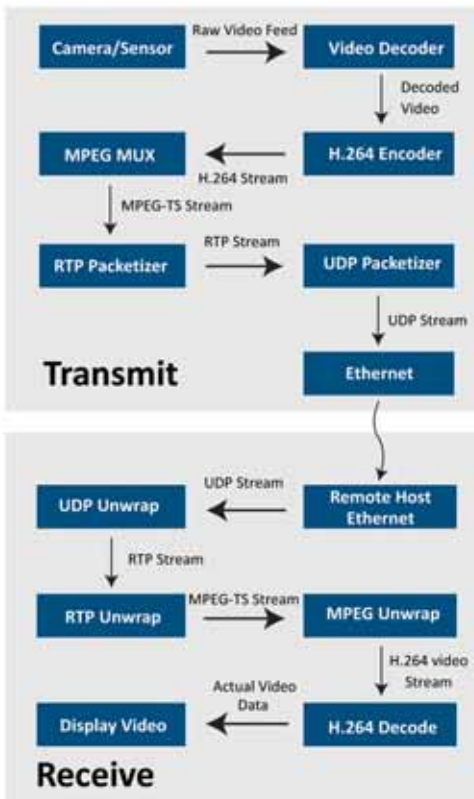 Camera/Sensor
Raw Video Feed
Video Decoder
Decoded
Video
MPEG MUX
H.264 Encoder
H.264 Stream
MPEG-TS Stream
RTP Packetizer
RTP Stream
UDP Packetizer
UDP Stream
Transmit
Ethernet
UDP Unwrap
UDP Stream
Remote Host
Ethernet
RTP Stream
RTP Unwrap
MPEG-TS Stream
MPEG Unwrap
H.264 video
Stream
Display Video
Actual Video
Data
H.264 Decode
Receive